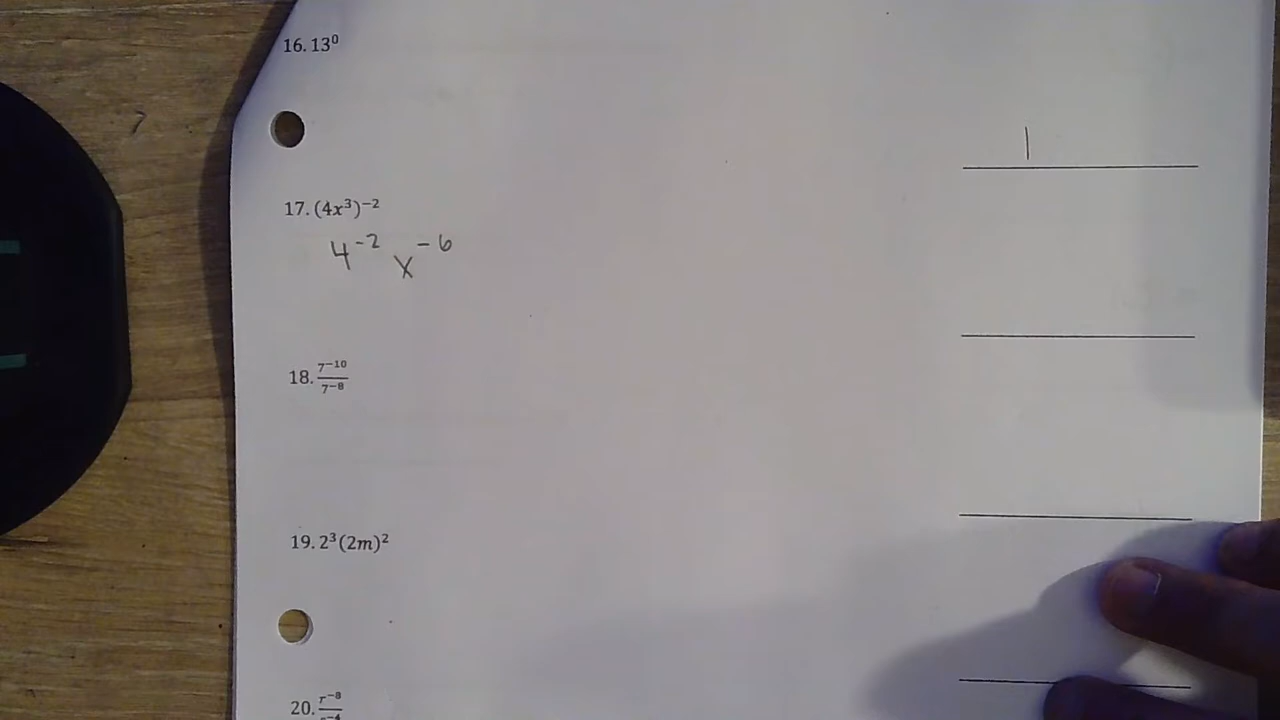 16. 13⁰
1
17. (4x³)⁻²
4⁻² x⁻⁶
18. 7⁻¹⁰/7⁻⁸
19. 2³(2m)²
20. r⁻⁸